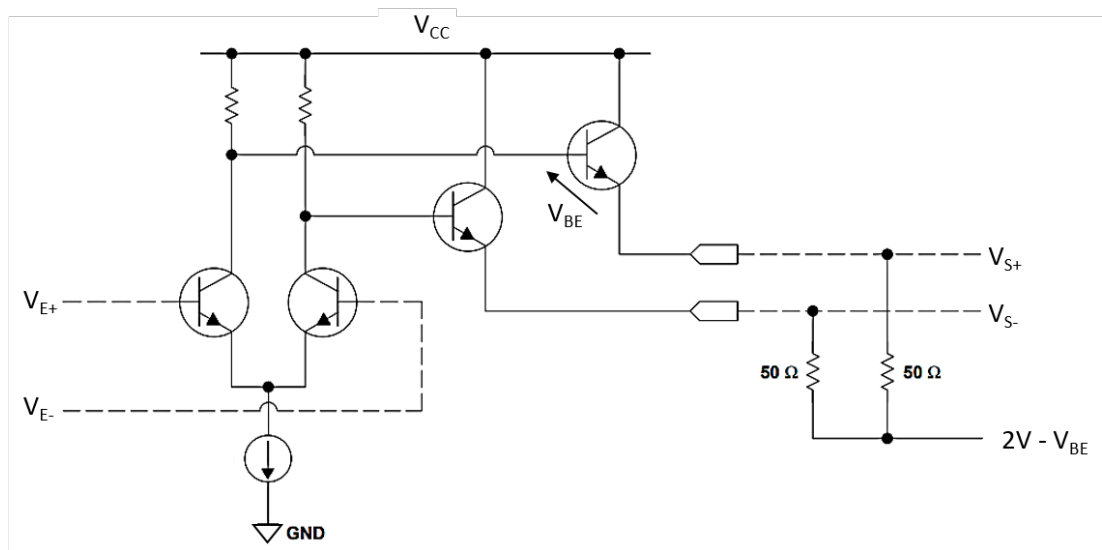 VCC
VBE
VS+
VE+
VS-
50 Ω
50 Ω
VE-
2V - VBE
GND